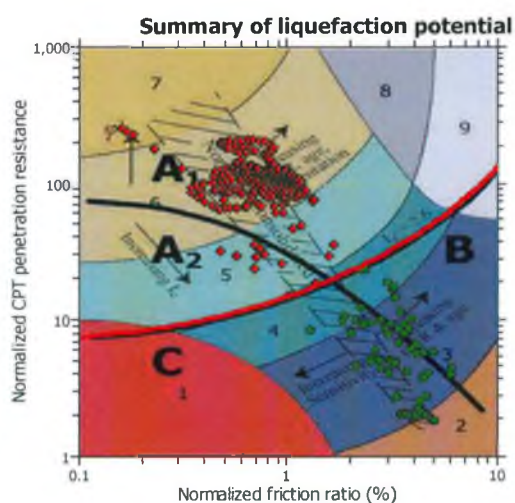 Summary of liquefaction potential
Normalized CPT penetration resistance
1,000
100
10
1
0.1
1
10
Normalized friction ratio (%)
7
8
9
A1
6
A2
5
B
4
C
1
3
2
Increasing